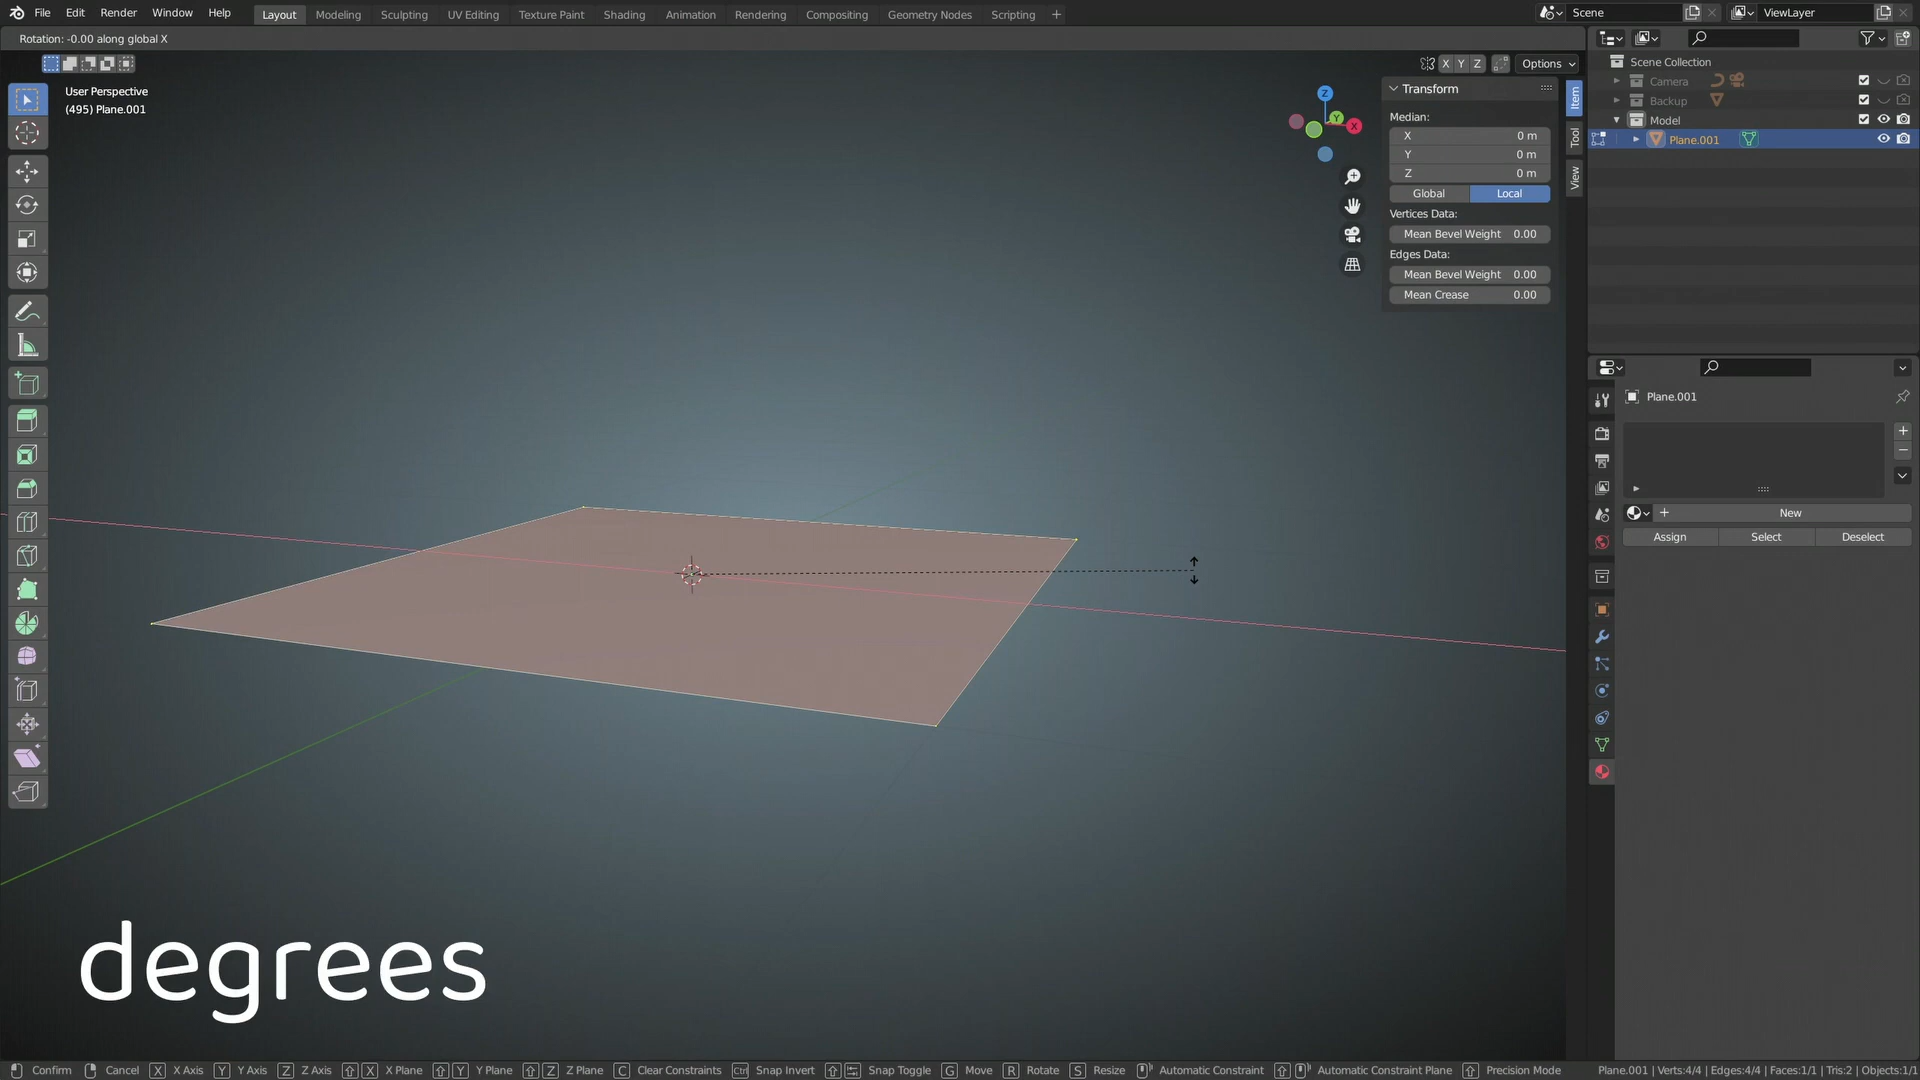 File Edit Render Window Help Layout Modeling Sculpting UV Editing Texture Paint Shading Animation Rendering Compositing Geometry Nodes Scripting + Scene ViewLayer
Rotation: -0.00 along global X
X Y Z Options
User Perspective
(495) Plane.001
Z
Y
X
Transform
Median:
X 0 m
Y 0 m
Z 0 m
Global Local
Vertices Data:
Mean Bevel Weight 0.00
Edges Data:
Mean Bevel Weight 0.00
Mean Crease 0.00
Item
Tool
View
Scene Collection
Camera
Backup
Model
Plane.001
Plane.001
+ New
Assign Select Deselect
degrees
Confirm Cancel X X Axis Y Y Axis Z Z Axis X X Plane Y Y Plane Z Z Plane C Clear Constraints Ctrl Snap Invert Snap Toggle G Move R Rotate S Resize Automatic Constraint Automatic Constraint Plane Precision Mode Plane.001 | Verts:4/4 | Edges:4/4 | Faces:1/1 | Tris:2 | Objects:1/1